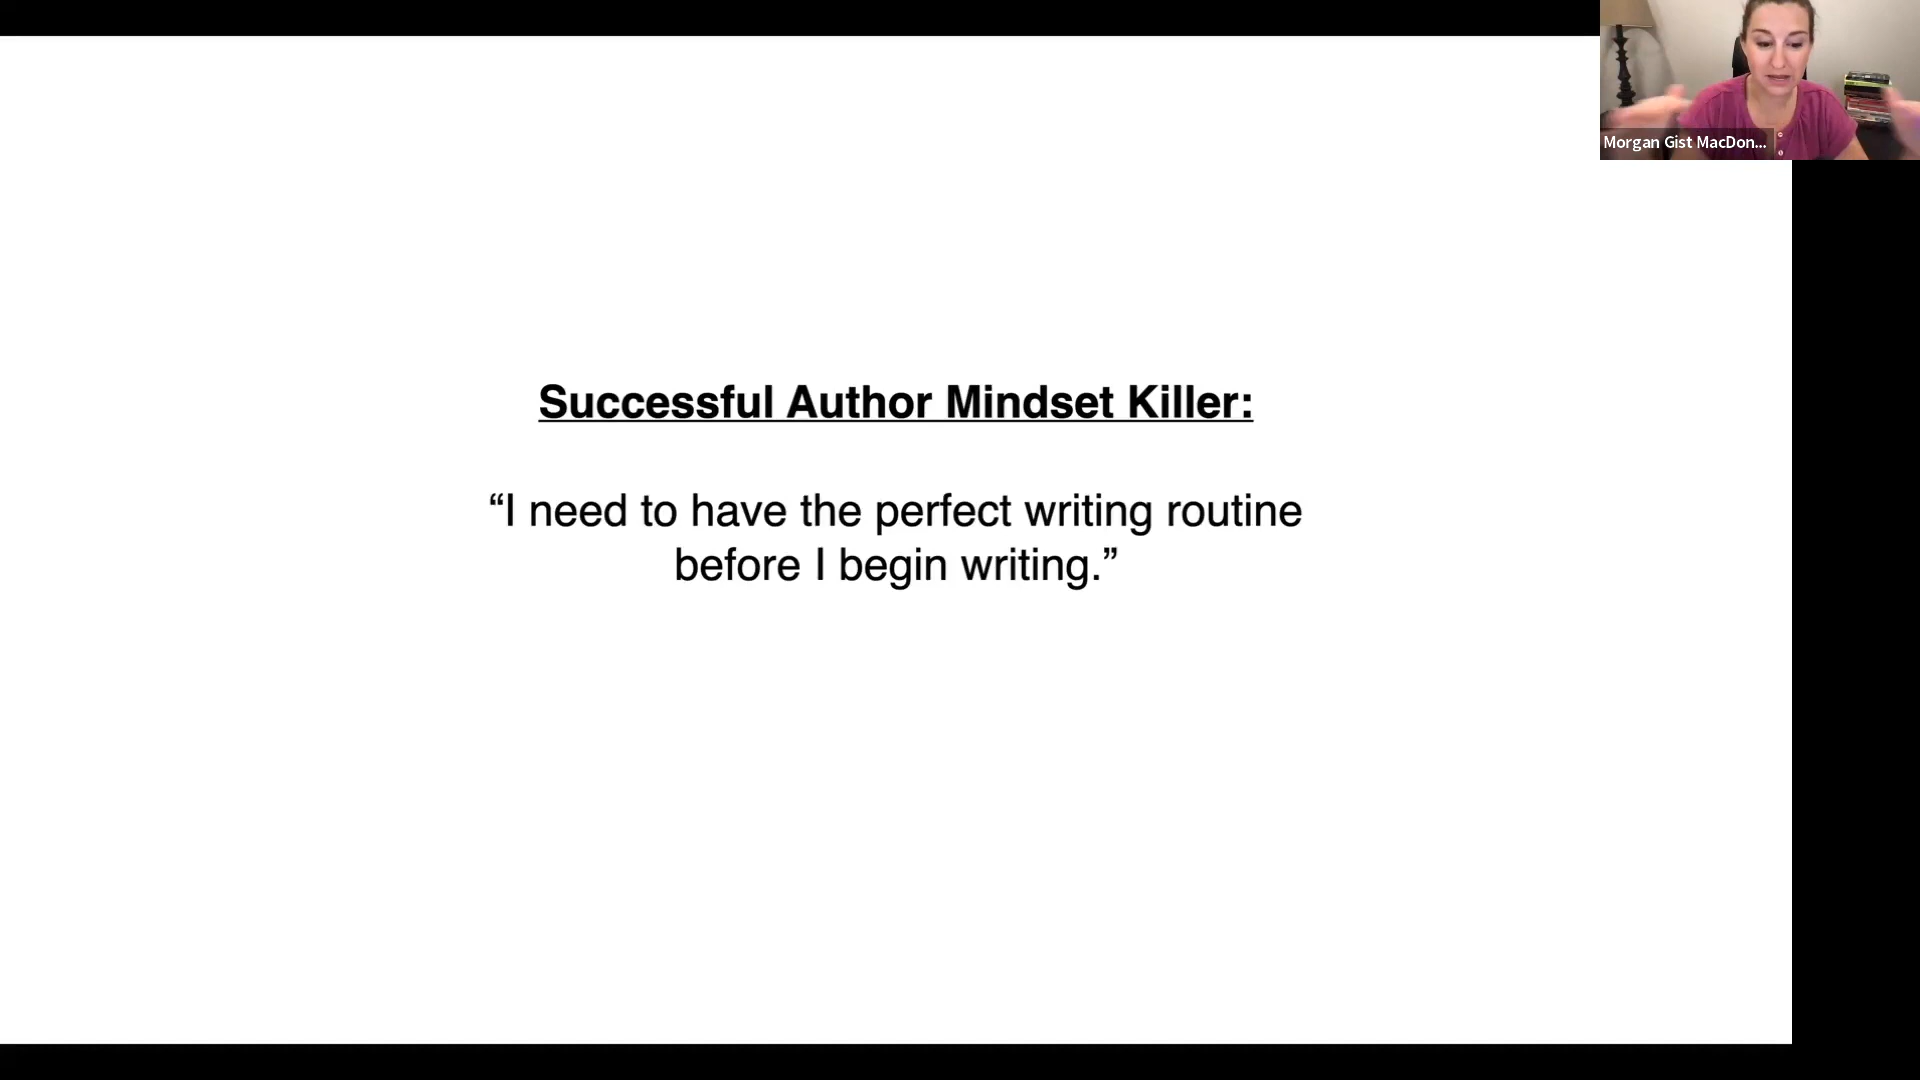 Morgan Gist MacDon...
Successful Author Mindset Killer:
“I need to have the perfect writing routine
before I begin writing.”